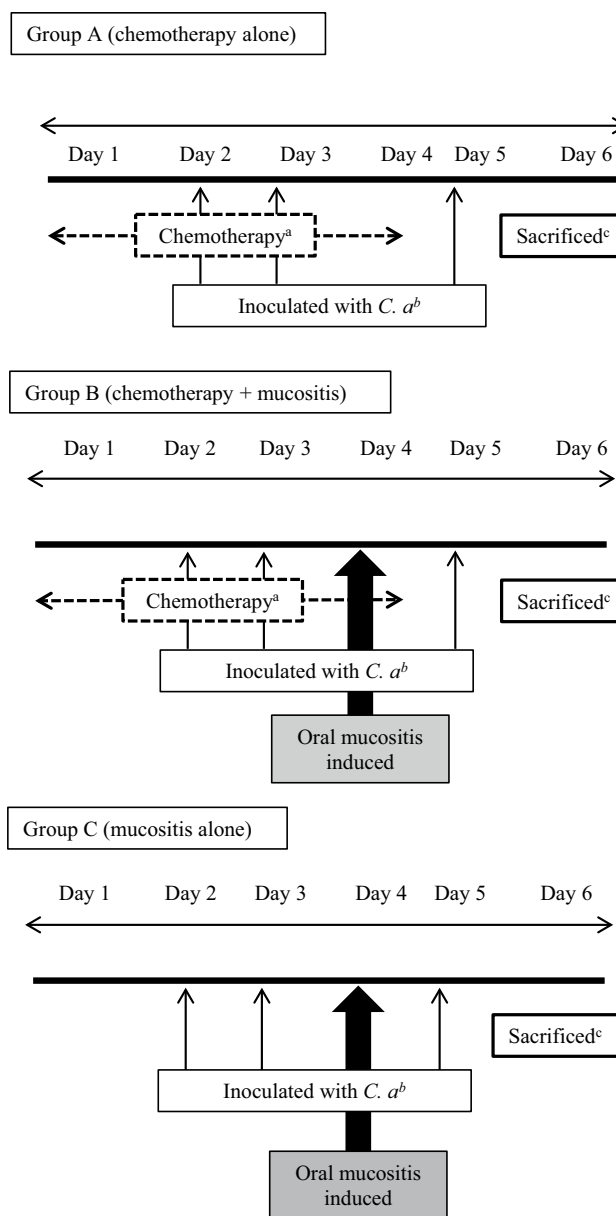 Group A (chemotherapy alone)
Day 1 Day 2 Day 3 Day 4 Day 5 Day 6
Chemotherapyᵃ
Sacrificedᶜ
Inoculated with C. aᵇ
Group B (chemotherapy + mucositis)
Day 1 Day 2 Day 3 Day 4 Day 5 Day 6
Chemotherapyᵃ
Sacrificedᶜ
Inoculated with C. aᵇ
Oral mucositis
induced
Group C (mucositis alone)
Day 1 Day 2 Day 3 Day 4 Day 5 Day 6
Sacrificedᶜ
Inoculated with C. aᵇ
Oral mucositis
induced